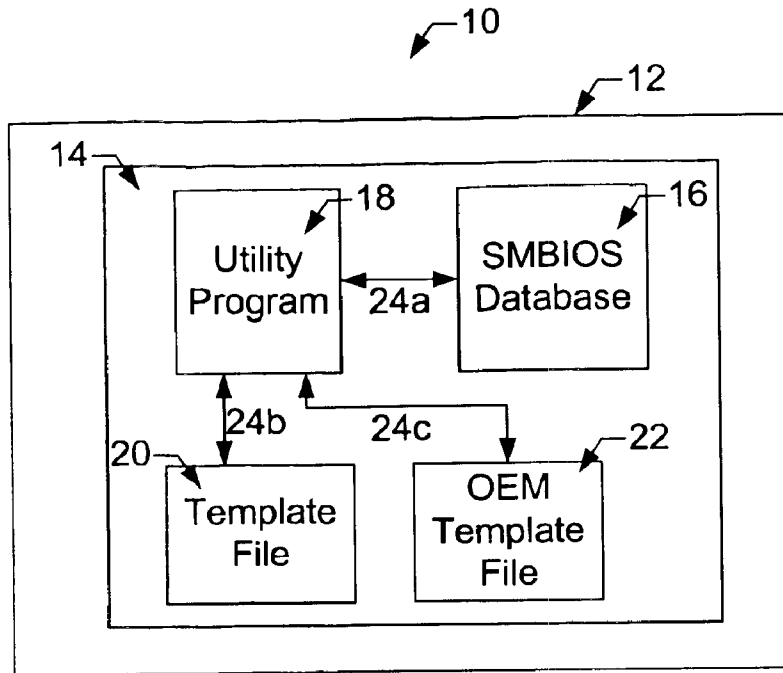 10
12
14
18
16
Utility
Program
SMBIOS
Database
24a
24b
24c
20
22
Template
File
OEM
Template
File